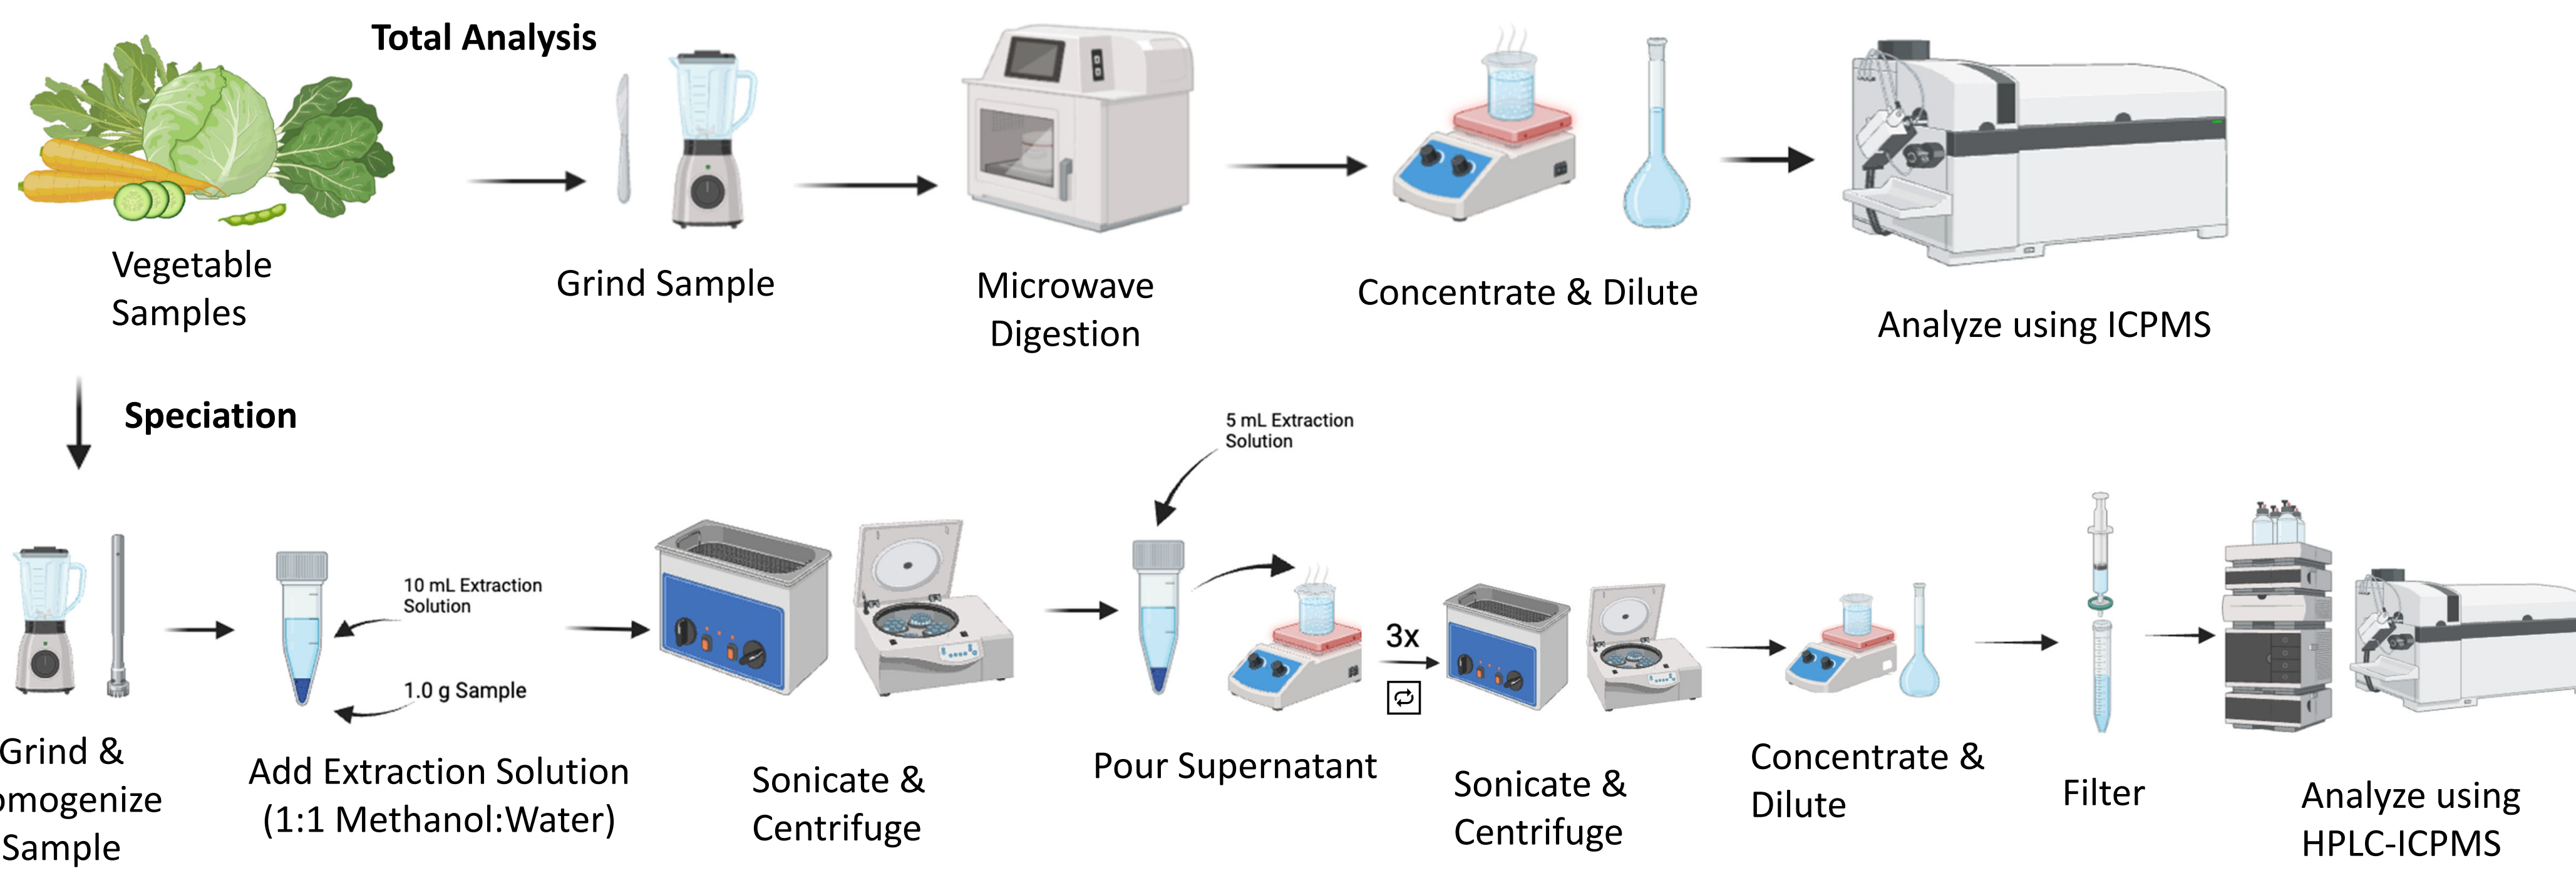 Total Analysis
Vegetable
Samples
Grind Sample
Microwave
Digestion
Concentrate & Dilute
Analyze using ICPMS
Speciation
5 mL Extraction
Solution
10 mL Extraction
Solution
1.0 g Sample
3x
Grind &
omogenize
Sample
Add Extraction Solution
(1:1 Methanol:Water)
Sonicate &
Centrifuge
Pour Supernatant
Sonicate &
Centrifuge
Concentrate &
Dilute
Filter
Analyze using
HPLC-ICPMS